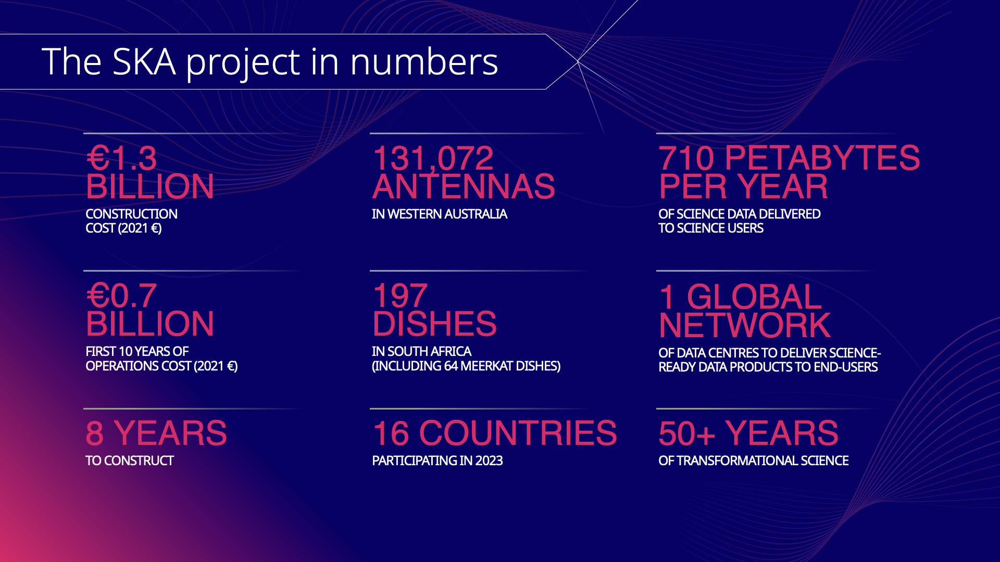 The SKA project in numbers
€1.3
BILLION
CONSTRUCTION
COST (2021 €)
131,072
ANTENNAS
IN WESTERN AUSTRALIA
710 PETABYTES
PER YEAR
OF SCIENCE DATA DELIVERED
TO SCIENCE USERS
€0.7
BILLION
FIRST 10 YEARS OF
OPERATIONS COST (2021 €)
197
DISHES
IN SOUTH AFRICA
(INCLUDING 64 MEERKAT DISHES)
1 GLOBAL
NETWORK
OF DATA CENTRES TO DELIVER SCIENCE-
READY DATA PRODUCTS TO END-USERS
8 YEARS
TO CONSTRUCT
16 COUNTRIES
PARTICIPATING IN 2023
50+ YEARS
OF TRANSFORMATIONAL SCIENCE